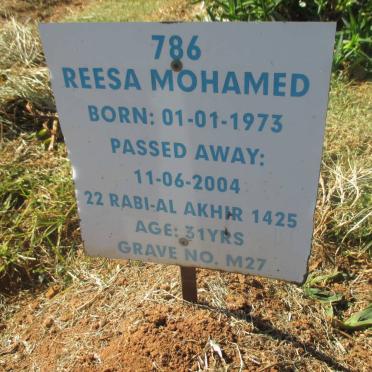 786
REESA MOHAMED
BORN: 01-01-1973
PASSED AWAY:
11-06-2004
22 RABI-AL AKHIR 1425
AGE: 31YRS
GRAVE NO. M27